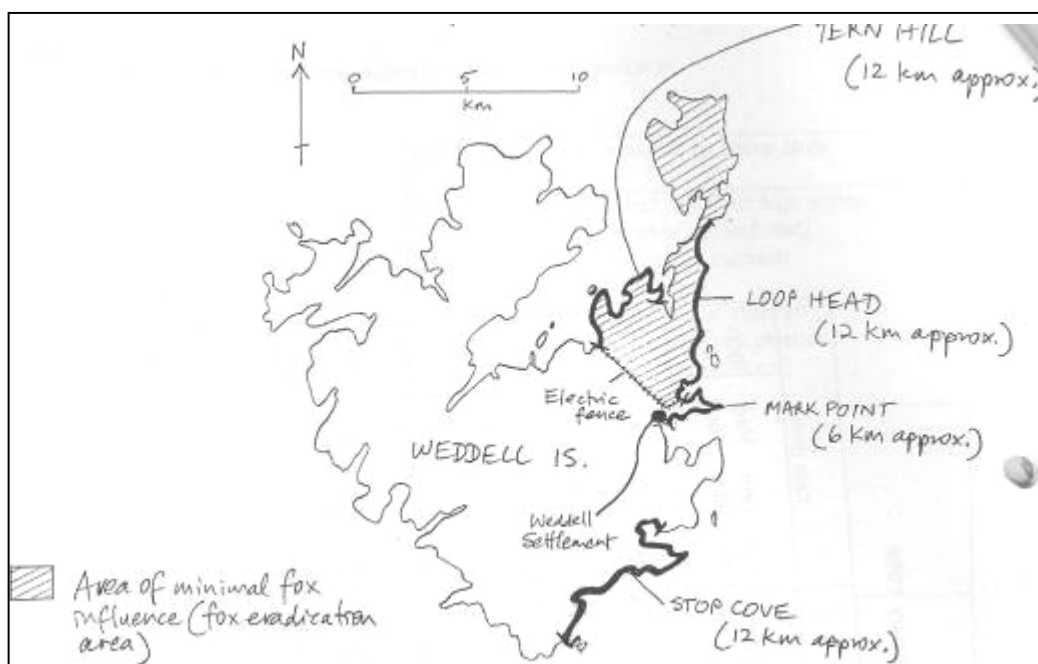 N
0 5 10
Km
TERN HILL
(12 km approx.)
LOOP HEAD
(12 km approx.)
Electric
fence
MARK POINT
(6 km approx.)
WEDDELL IS.
Weddell
Settlement
STOP COVE
(12 km approx.)
Area of minimal fox
influence (fox eradication
area)